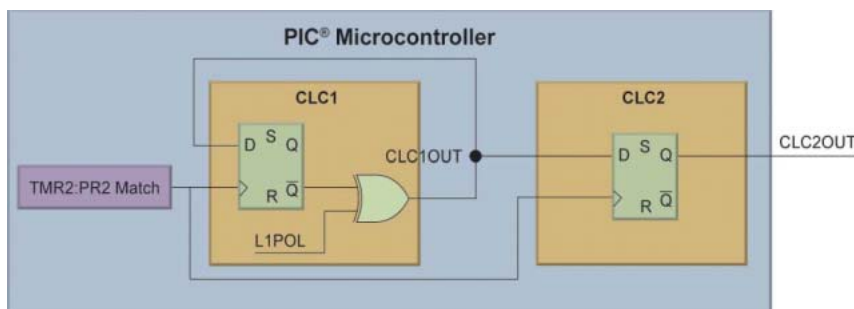 PIC® Microcontroller
CLC1
CLC2
D S Q
R Q̅
CLC1OUT
D S Q
R Q̅
CLC2OUT
TMR2:PR2 Match
L1POL